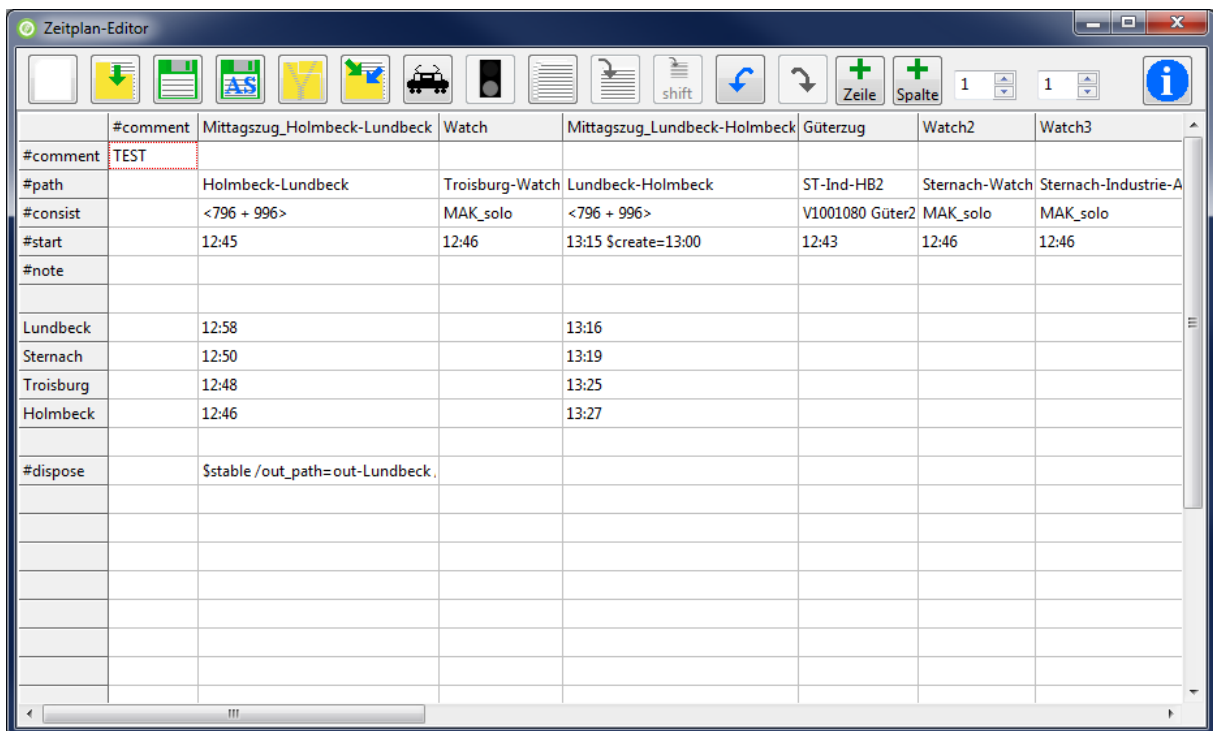 Zeitplan-Editor
AS shift Zeile Spalte 1 1 i
#comment Mittagszug_Holmbeck-Lundbeck Watch Mittagszug_Lundbeck-Holmbeck Güterzug Watch2 Watch3
#comment TEST
#path Holmbeck-Lundbeck Troisburg-Watch Lundbeck-Holmbeck ST-Ind-HB2 Sternach-Watch Sternach-Industrie-A
#consist <796 + 996> MAK_solo <796 + 996> V1001080 Güter2 MAK_solo MAK_solo
#start 12:45 12:46 13:15 $create=13:00 12:43 12:46 12:46
#note
Lundbeck 12:58 13:16
Sternach 12:50 13:19
Troisburg 12:48 13:25
Holmbeck 12:46 13:27
#dispose $stable /out_path=out-Lundbeck